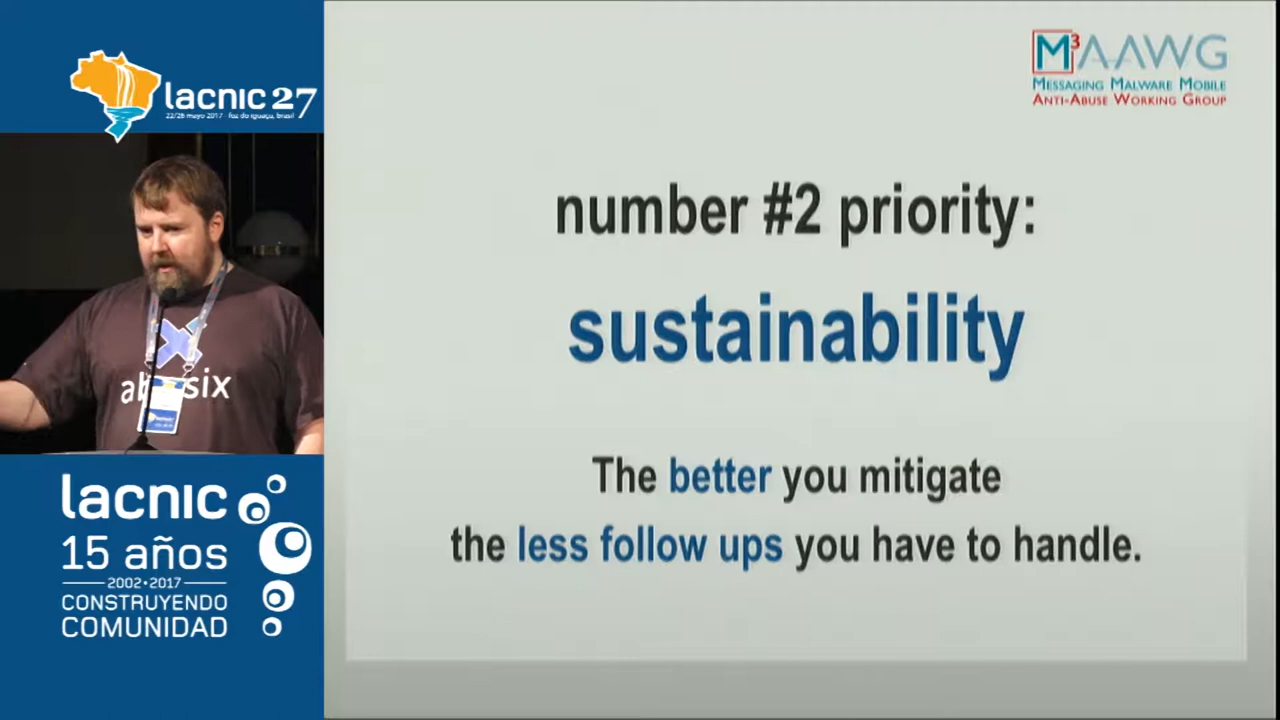 lacnic 27
22/26 mayo 2017 - foz do iguaçu, brasil
lacnic
15 años
2002•2017
CONSTRUYENDO
COMUNIDAD
M³AAWG
MESSAGING MALWARE MOBILE
ANTI-ABUSE WORKING GROUP
number #2 priority:
sustainability
The better you mitigate
the less follow ups you have to handle.